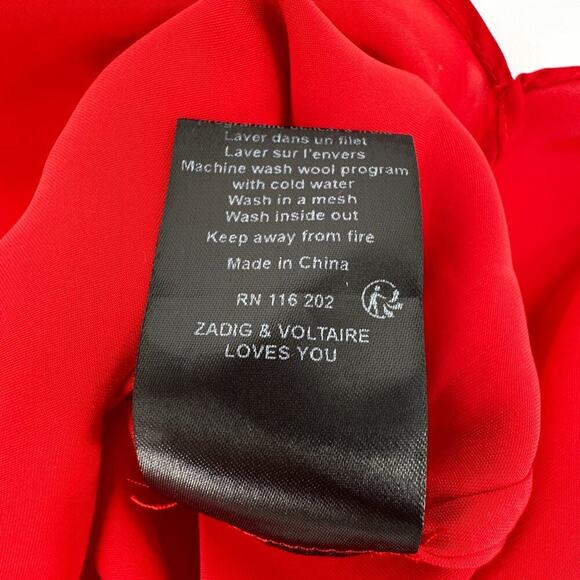 Laver dans un filet
Laver sur l'envers
Machine wash wool program
with cold water
Wash in a mesh
Wash inside out
Keep away from fire
Made in China
RN 116 202
ZADIG & VOLTAIRE
LOVES YOU